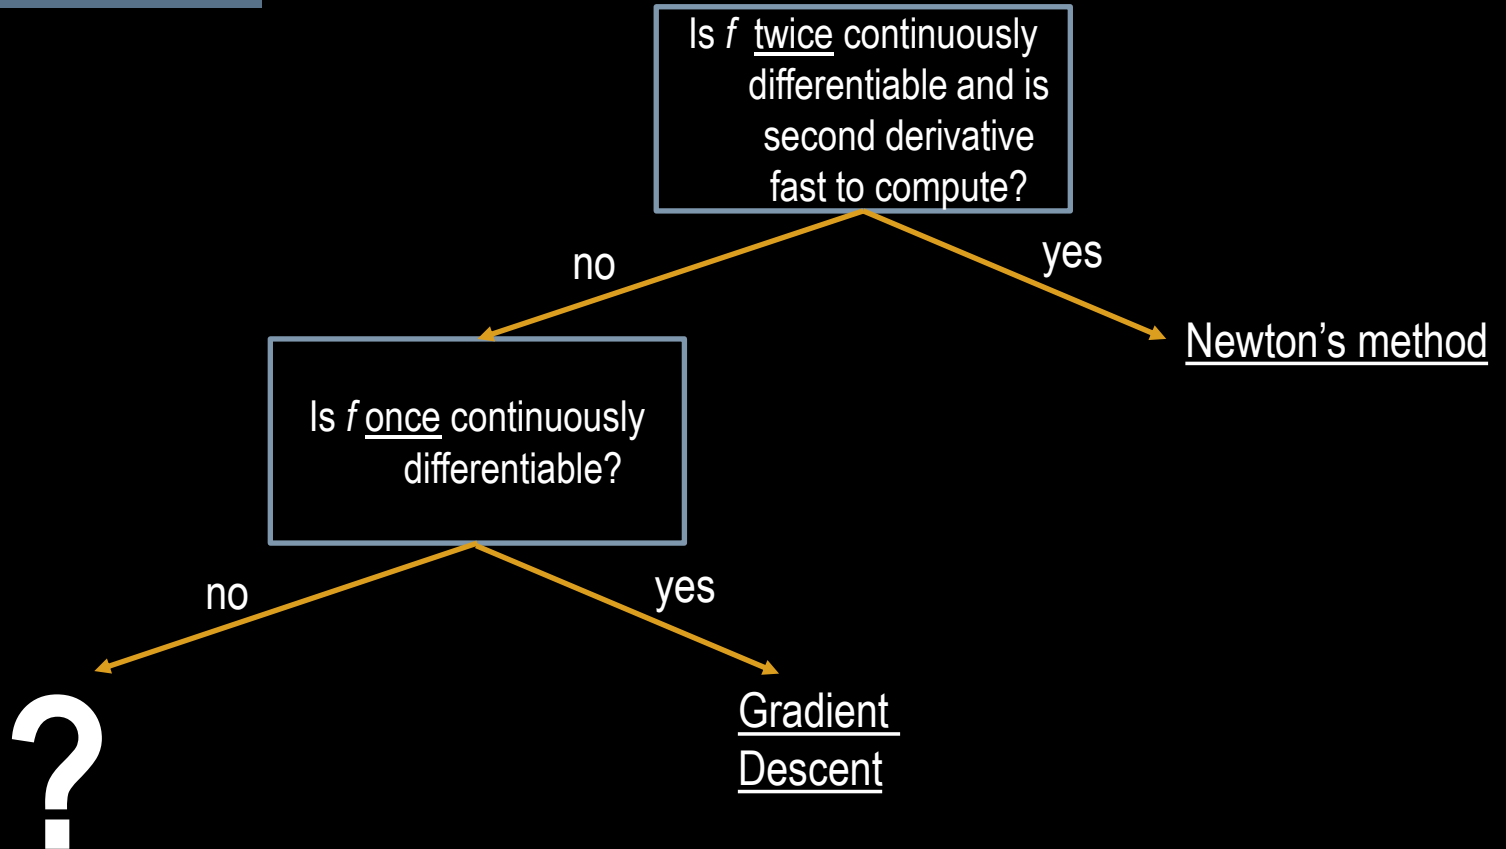 Is f twice continuously
differentiable and is
second derivative
fast to compute?
no
yes
Newton’s method
Is f once continuously
differentiable?
no
yes
?
Gradient
Descent